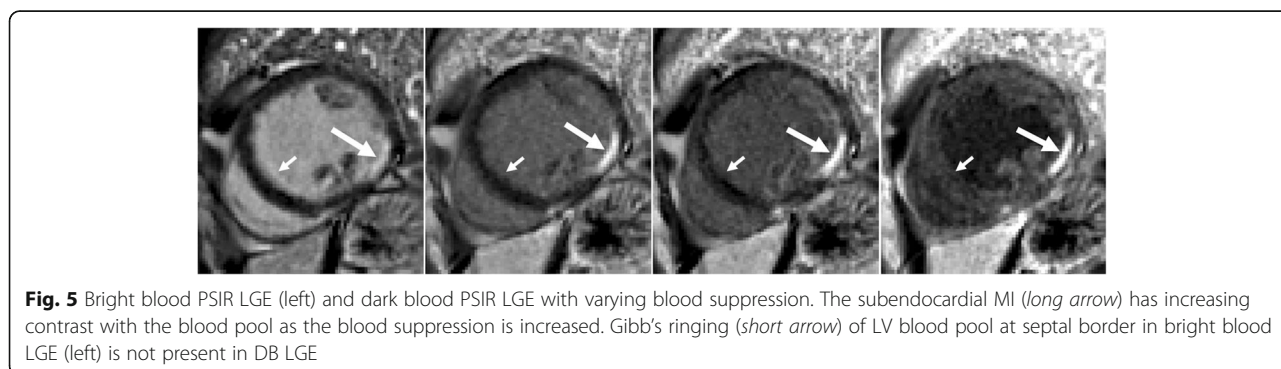 Fig. 5 Bright blood PSIR LGE (left) and dark blood PSIR LGE with varying blood suppression. The subendocardial MI (long arrow) has increasing
contrast with the blood pool as the blood suppression is increased. Gibb's ringing (short arrow) of LV blood pool at septal border in bright blood
LGE (left) is not present in DB LGE